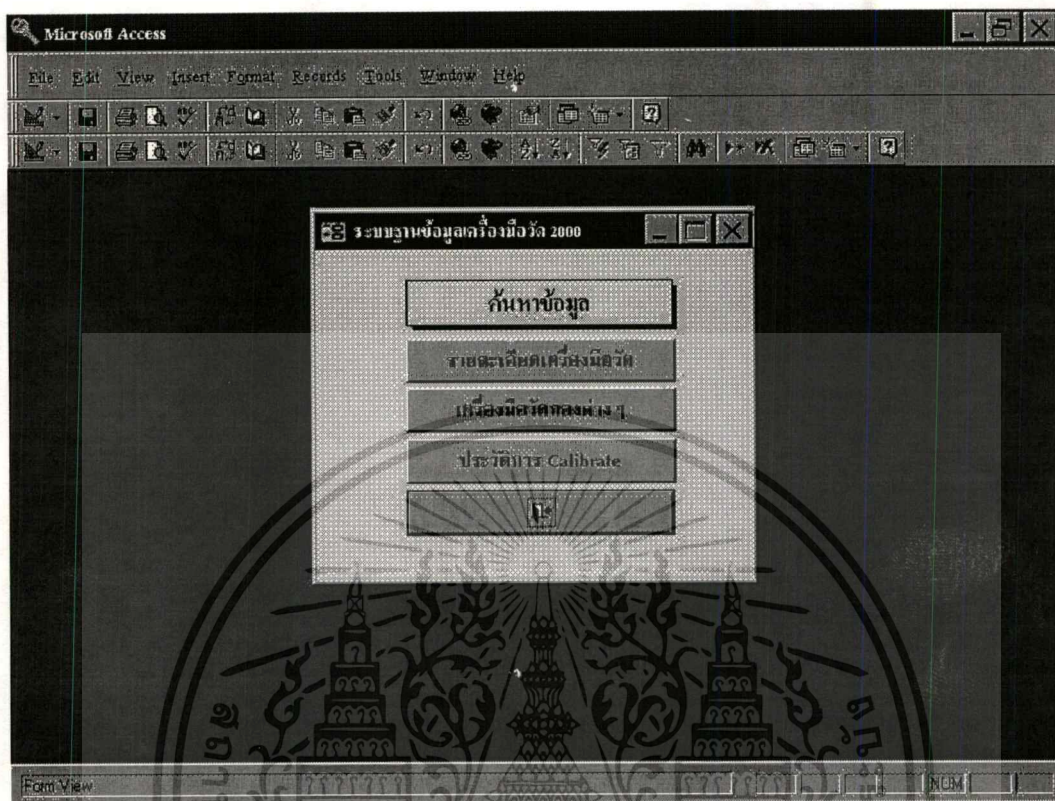 Microsoft Access
File Edit View Insert Format Records Tools Window Help
ระบบฐานข้อมูลเครื่องมือวัด 2000
ค้นหาข้อมูล
รายละเอียดเครื่องมือวัด
เครื่องมือวัดกองต่าง ๆ
ประวัติการ Calibrate
Form View NUM